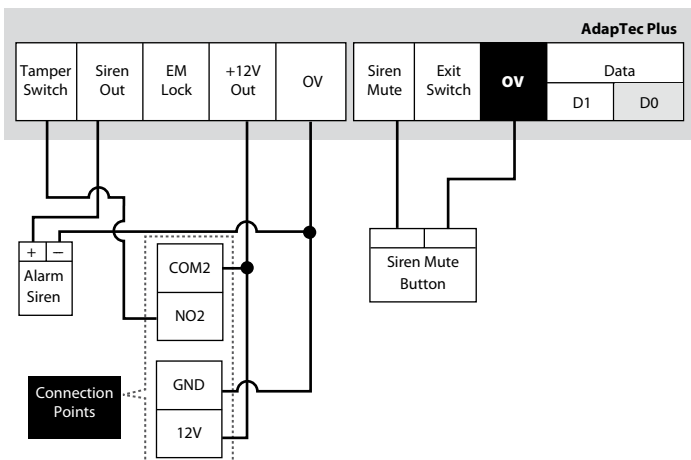 AdapTec Plus
Tamper
Switch
Siren
Out
EM
Lock
+12V
Out
OV
Siren
Mute
Exit
Switch
OV
Data
D1
D0
+
−
Alarm
Siren
COM2
NO2
GND
12V
Connection
Points
Siren Mute
Button